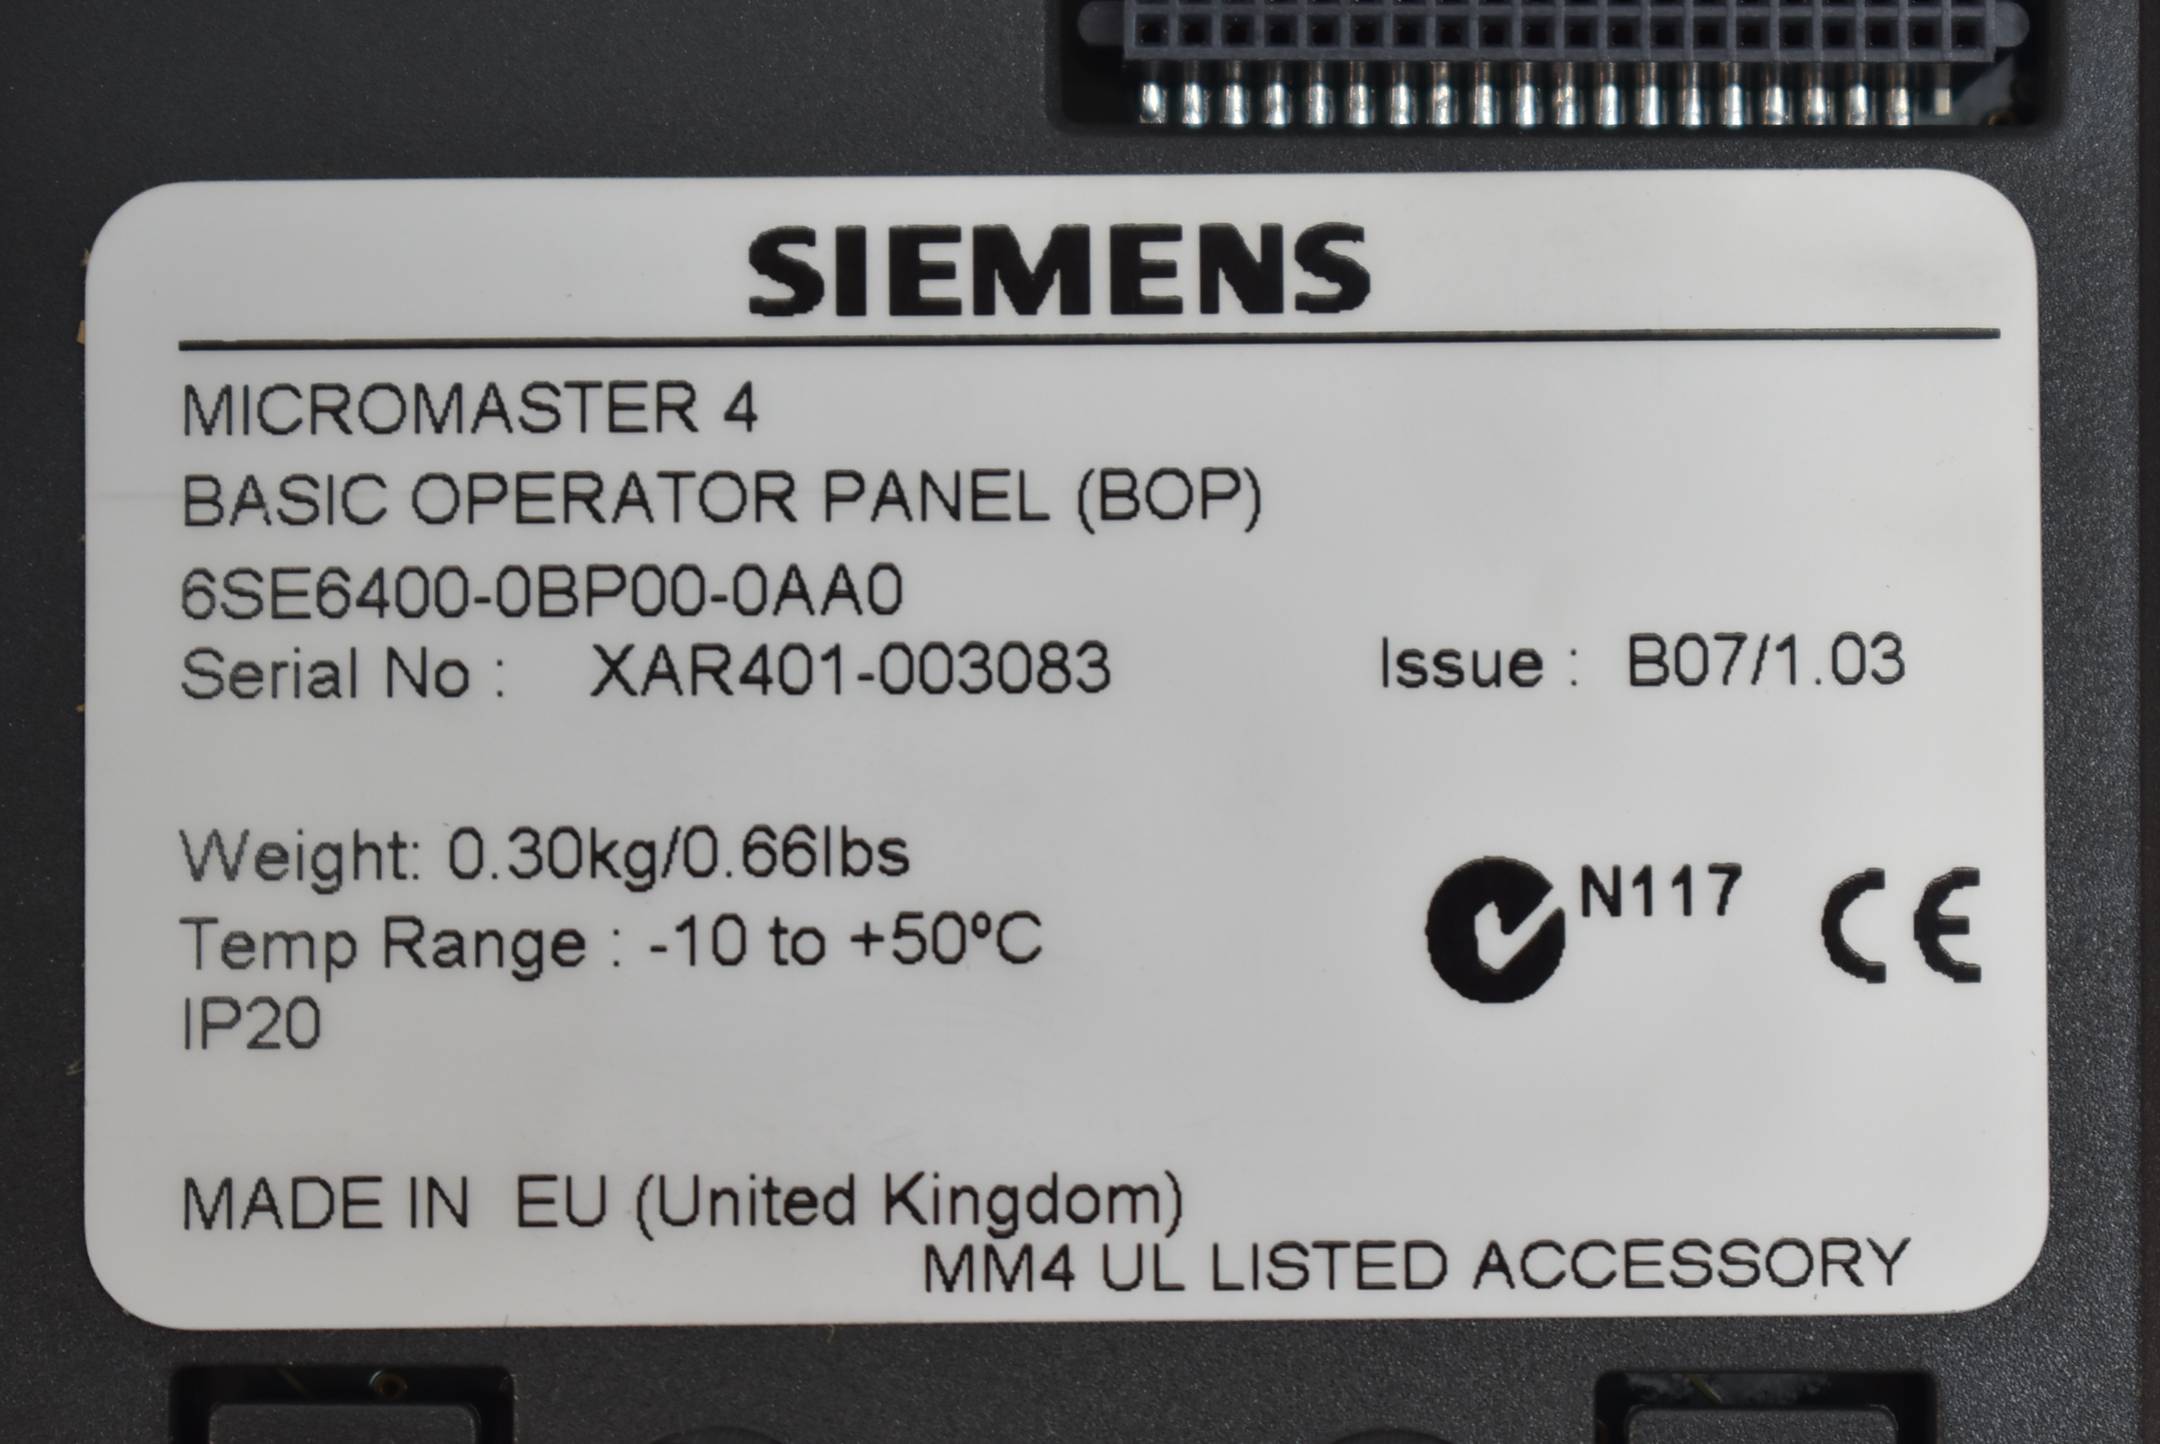 SIEMENS
MICROMASTER 4
BASIC OPERATOR PANEL (BOP)
6SE6400-0BP00-0AA0
Serial No : XAR401-003083 Issue : B07/1.03
Weight: 0.30kg/0.66lbs
N117 CE
Temp Range : -10 to +50ºC
IP20
MADE IN EU (United Kingdom)
MM4 UL LISTED ACCESSORY